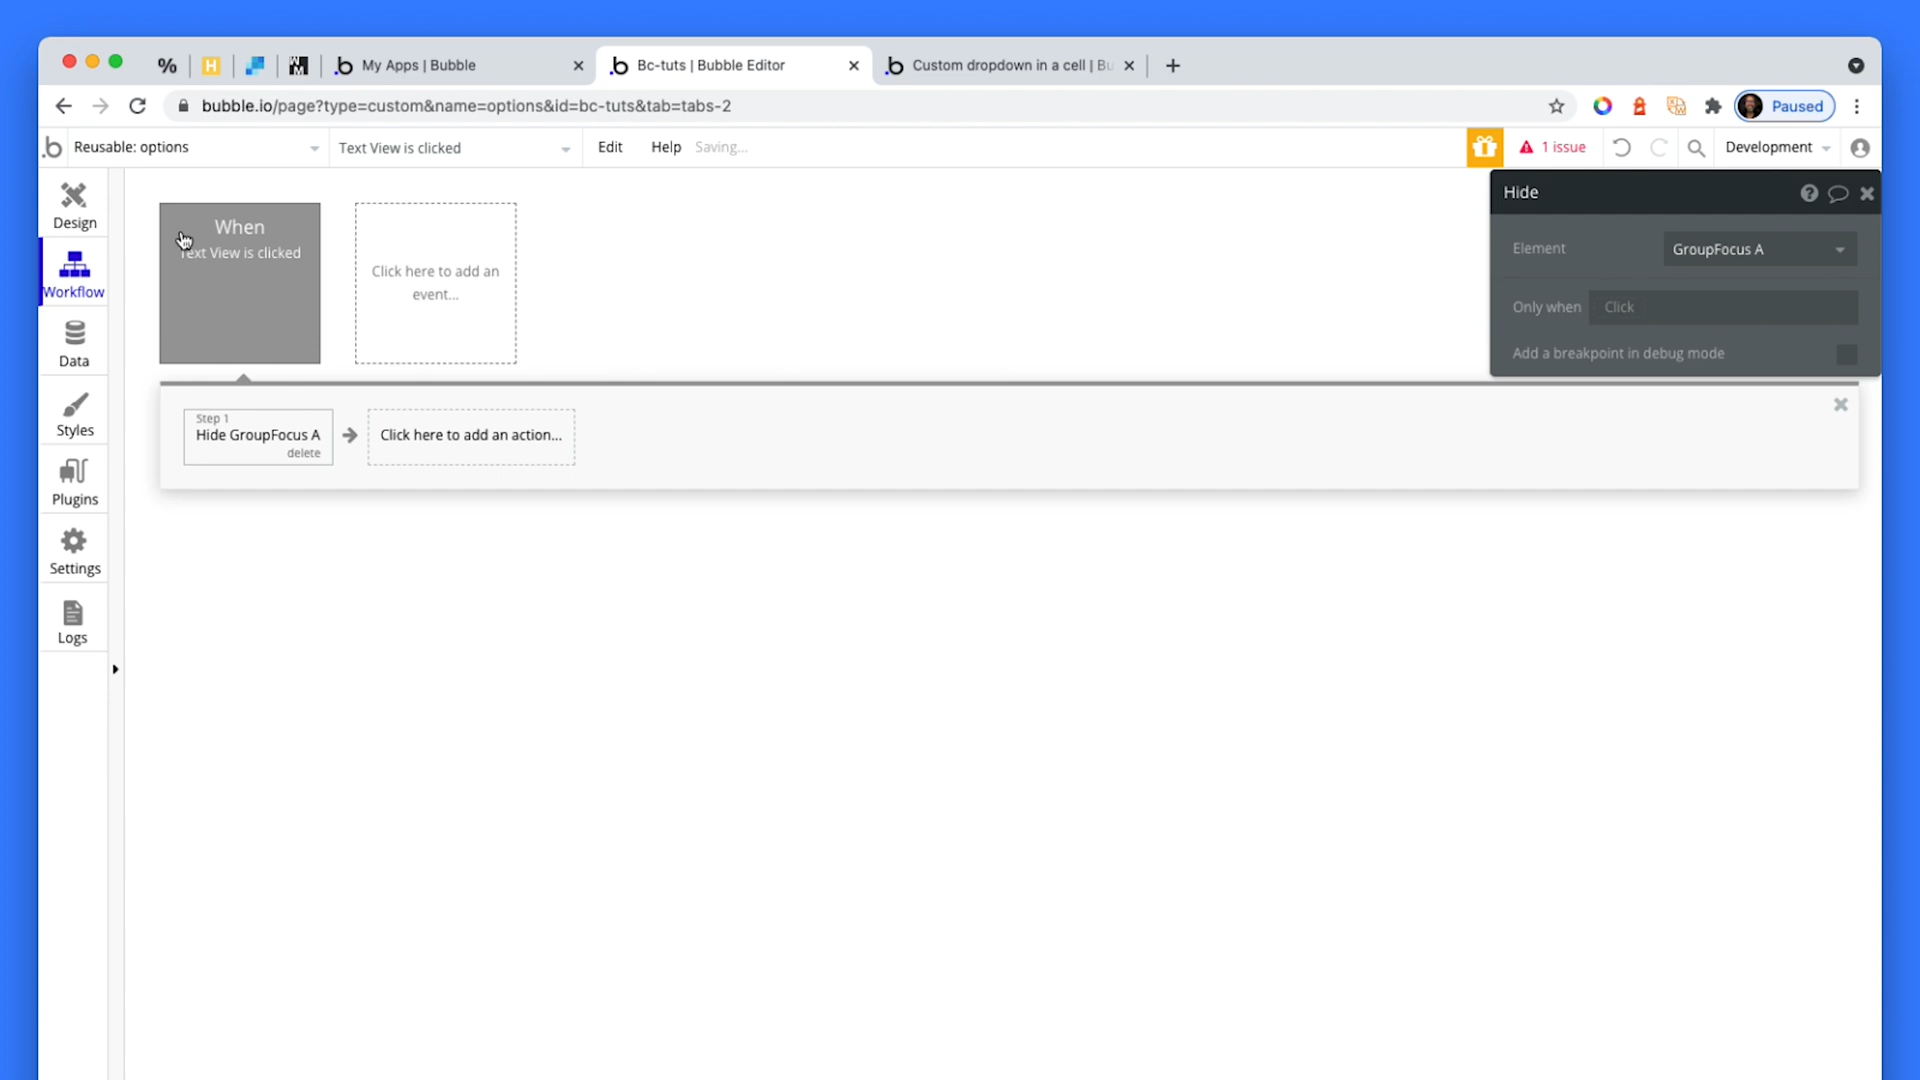 % H My Apps | Bubble Bc-tuts | Bubble Editor Custom dropdown in a cell | Bu
bubble.io/page?type=custom&name=options&id=bc-tuts&tab=tabs-2 Paused
Reusable: options Text View is clicked Edit Help Saving... 1 issue Development
Hide
Design
When
Text View is clicked
Element GroupFocus A
Click here to add an
event...
Workflow
Only when Click
Data
Add a breakpoint in debug mode
Step 1
Hide GroupFocus A
delete
Click here to add an action...
Styles
Plugins
Settings
Logs